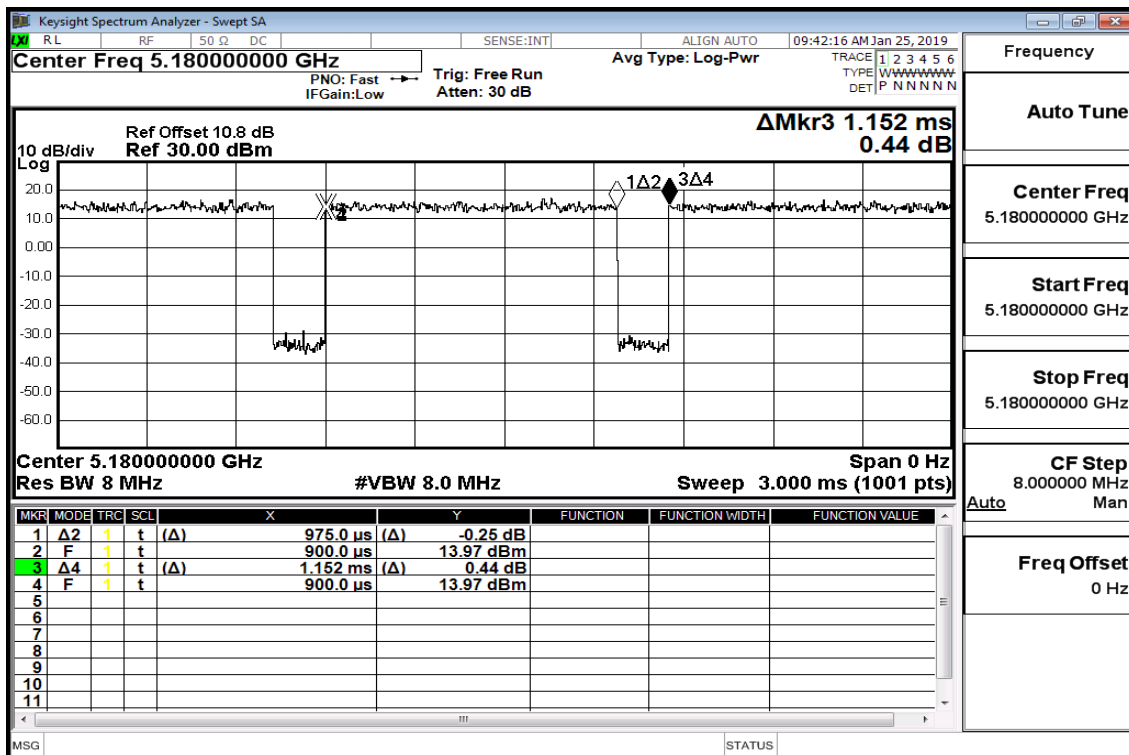 Keysight Spectrum Analyzer - Swept SA
LXI RL RF 50 Ω DC SENSE:INT ALIGN AUTO 09:42:16 AM Jan 25, 2019
Center Freq 5.180000000 GHz
PNO: Fast
IFGain:Low
Trig: Free Run
Atten: 30 dB
Avg Type: Log-Pwr
TRACE 1 2 3 4 5 6
TYPE WWWWWW
DET P N N N N N
ΔMkr3 1.152 ms
0.44 dB
Ref Offset 10.8 dB
10 dB/div Ref 30.00 dBm
Log
20.0
10.0
0.00
-10.0
-20.0
-30.0
-40.0
-50.0
-60.0
1Δ2 3Δ4
Center 5.180000000 GHz Span 0 Hz
Res BW 8 MHz #VBW 8.0 MHz Sweep 3.000 ms (1001 pts)
MKR MODE TRC SCL X Y FUNCTION FUNCTION WIDTH FUNCTION VALUE
1 Δ2 1 t (Δ) 975.0 µs (Δ) -0.25 dB
2 F 1 t 900.0 µs 13.97 dBm
3 Δ4 1 t (Δ) 1.152 ms (Δ) 0.44 dB
4 F 1 t 900.0 µs 13.97 dBm
5
6
7
8
9
10
11
MSG STATUS
Frequency
Auto Tune
Center Freq
5.180000000 GHz
Start Freq
5.180000000 GHz
Stop Freq
5.180000000 GHz
CF Step
8.000000 MHz
Auto Man
Freq Offset
0 Hz